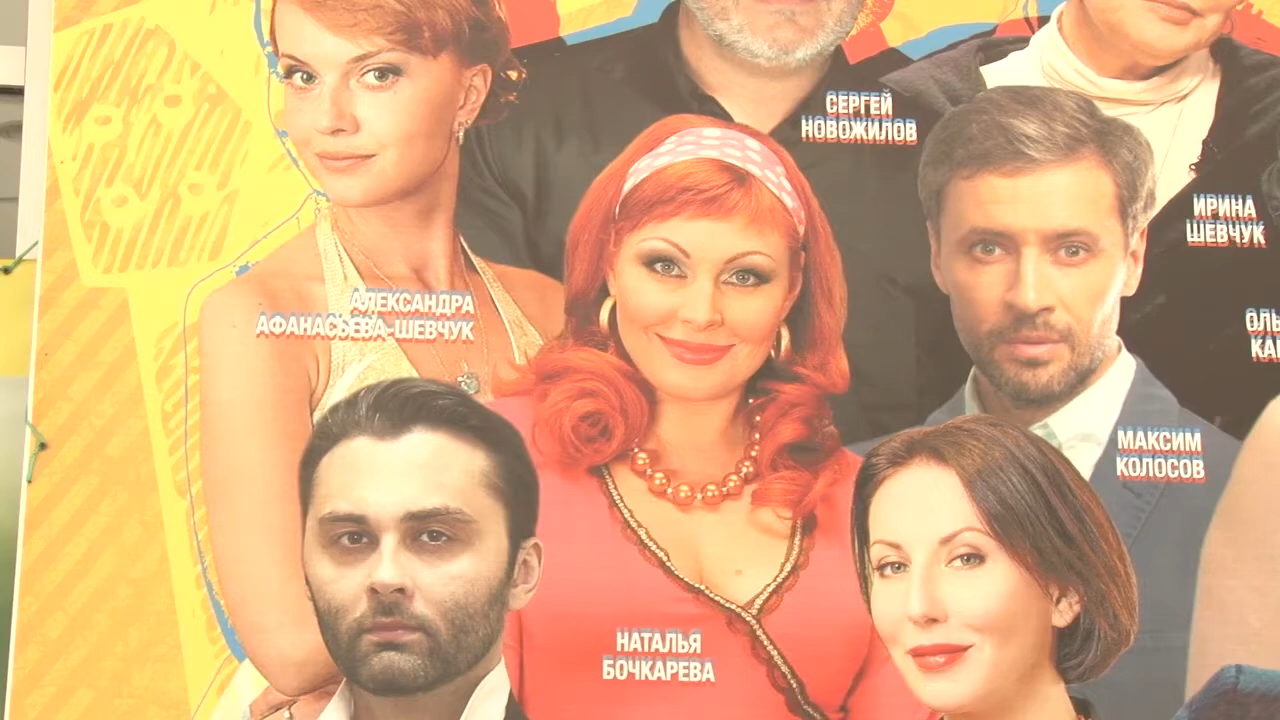 СЕРГЕЙ
НОВОЖИЛОВ
ИРИНА
ШЕВЧУК
АЛЕКСАНДРА
АФАНАСЬЕВА-ШЕВЧУК
МАКСИМ
КОЛОСОВ
НАТАЛЬЯ
БОЧКАРЕВА